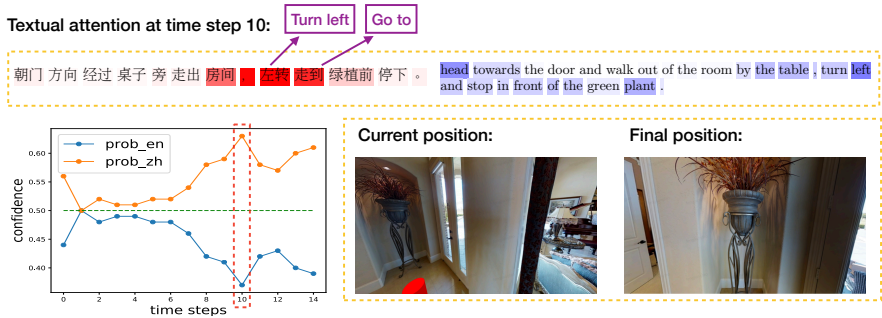 Textual attention at time step 10:
Turn left
Go to
朝门 方向 经过 桌子 旁 走出 房间 , 左转 走到 绿植前 停下 。
head towards the door and walk out of the room by the table , turn left
and stop in front of the green plant .
prob_en
prob_zh
confidence
0.60
0.55
0.50
0.45
0.40
0 2 4 6 8 10 12 14
time steps
Current position:
Final position: